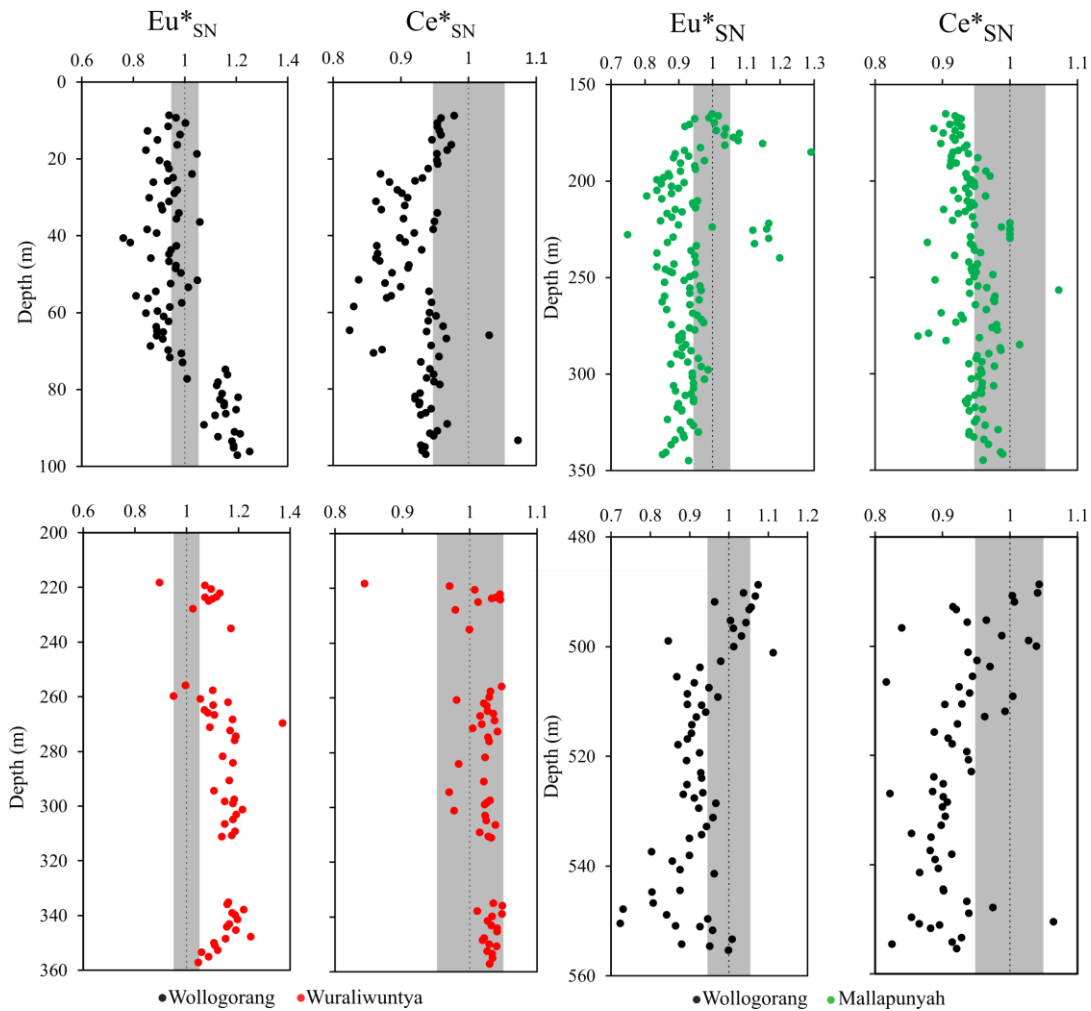 Eu*SN Ce*SN Eu*SN Ce*SN
0.6 0.8 1 1.2 1.4 0.8 0.9 1 1.1 0.7 0.8 0.9 1 1.1 1.2 1.3 0.8 0.9 1 1.1
0 150
20 200
40 250
60 300
80 350
100
Depth (m) Depth (m)
0.6 0.8 1 1.2 1.4 0.8 0.9 1 1.1 0.7 0.8 0.9 1 1.1 1.2 0.8 0.9 1 1.1
200 480
220 500
240 520
260 540
280 560
300
320
340
360
Depth (m) Depth (m)
Wollogorang Wuraliwuntya Wollogorang Mallapunyah